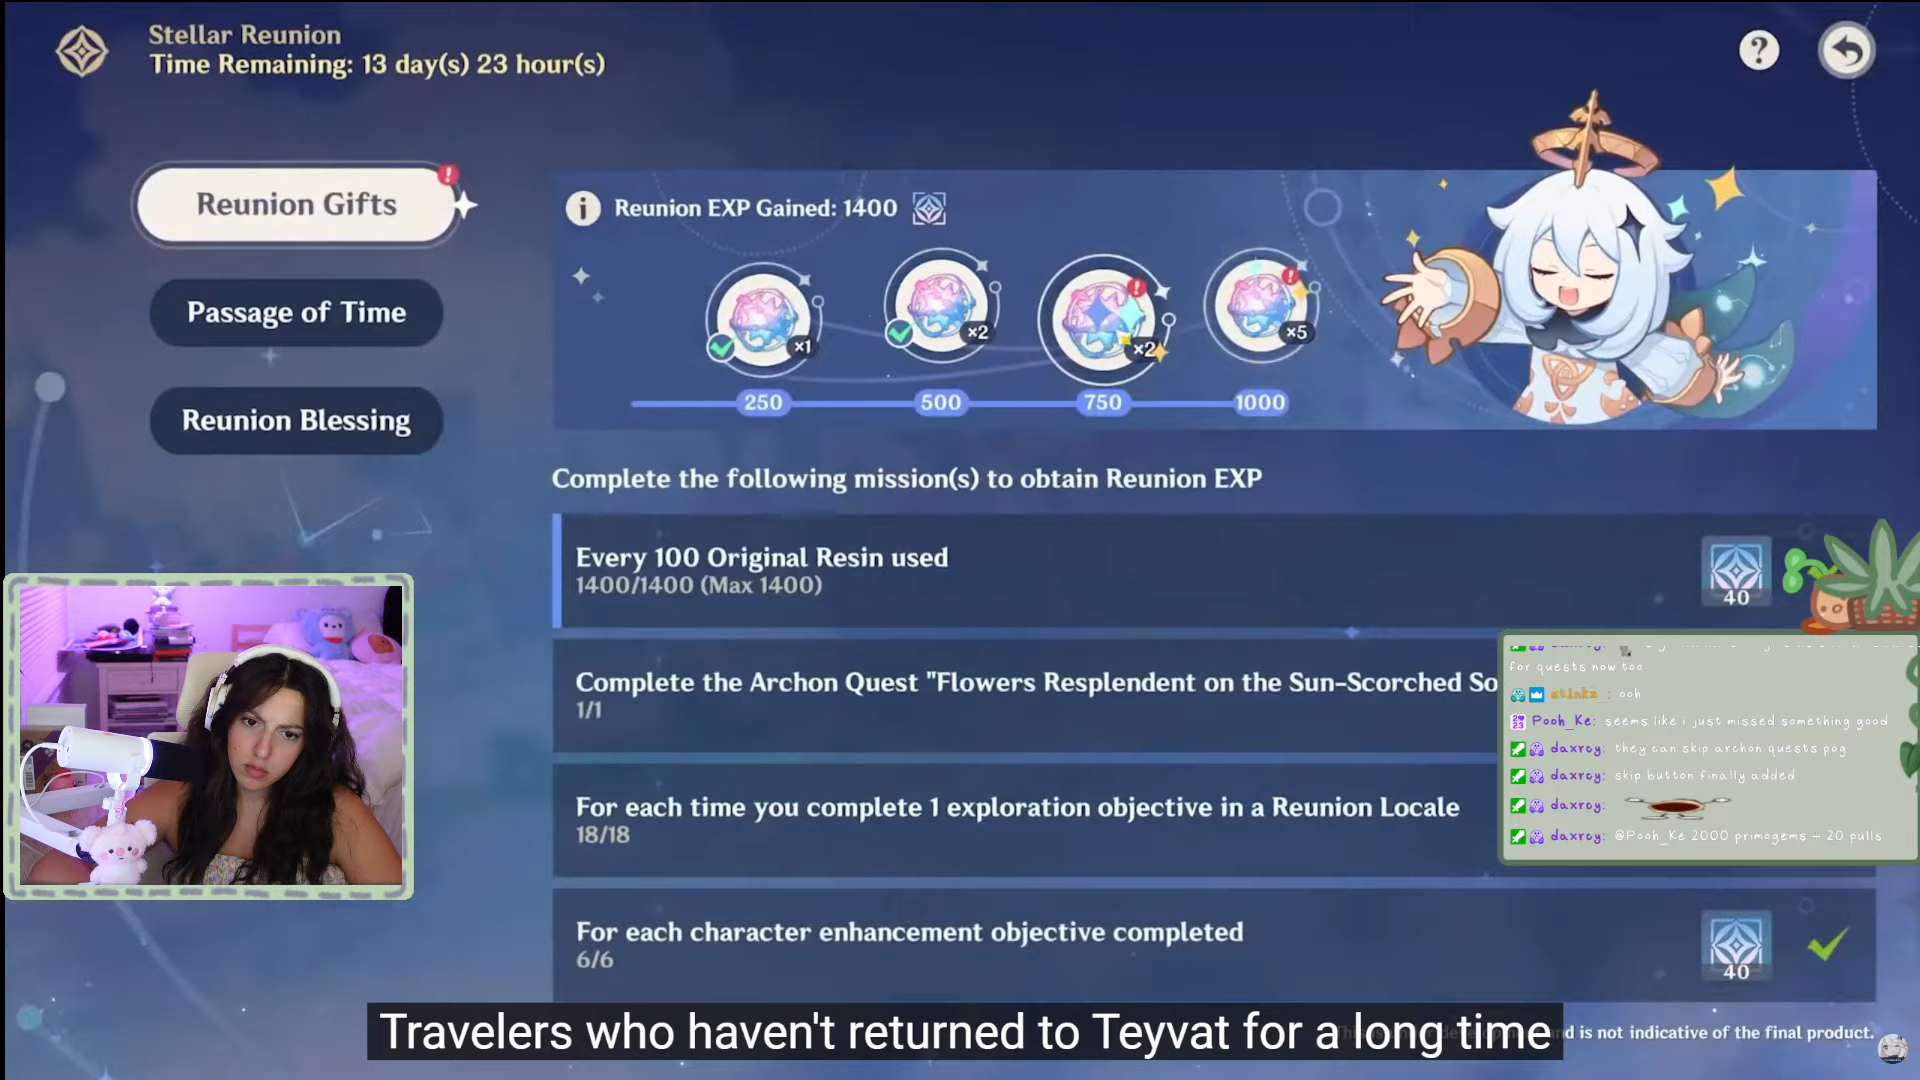 Stellar Reunion
Time Remaining: 13 day(s) 23 hour(s)
?
Reunion Gifts
!
Passage of Time
Reunion Blessing
i Reunion EXP Gained: 1400
×1
×2
!
×2
!
×5
250
500
750
1000
Complete the following mission(s) to obtain Reunion EXP
Every 100 Original Resin used
1400/1400 (Max 1400)
40
Complete the Archon Quest "Flowers Resplendent on the Sun-Scorched So
1/1
For each time you complete 1 exploration objective in a Reunion Locale
18/18
For each character enhancement objective completed
6/6
40
for quests now too
stinkz_: ooh
Pooh_Ke: seems like i just missed something good
daxrcy: they can skip archon quests pog
daxrcy: skip button finally added
daxrcy:
daxrcy: @Pooh_Ke 2000 primogems - 20 pulls
Travelers who haven't returned to Teyvat for a long time
d is not indicative of the final product.